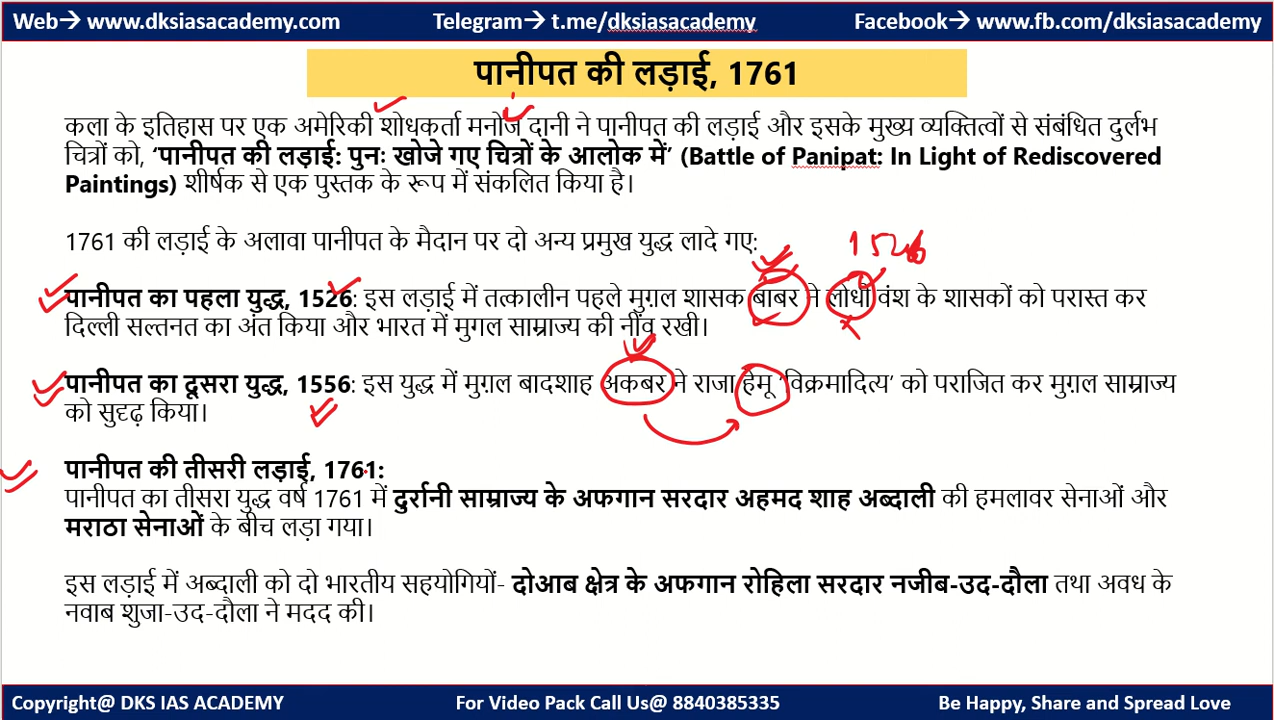 Web→ www.dksiasacademy.com Telegram→ t.me/dksiasacademy Facebook→ www.fb.com/dksiasacademy
पानीपत की लड़ाई, 1761
कला के इतिहास पर एक अमेरिकी शोधकर्ता मनोज दानी ने पानीपत की लड़ाई और इसके मुख्य व्यक्तित्वों से संबंधित दुर्लभ
चित्रों को, ‘पानीपत की लड़ाई: पुनः खोजे गए चित्रों के आलोक में’ (Battle of Panipat: In Light of Rediscovered
Paintings) शीर्षक से एक पुस्तक के रूप में संकलित किया है।
1761 की लड़ाई के अलावा पानीपत के मैदान पर दो अन्य प्रमुख युद्ध लादे गए:
1526
पानीपत का पहला युद्ध, 1526: इस लड़ाई में तत्कालीन पहले मुग़ल शासक बाबर ने लोधी वंश के शासकों को परास्त कर
दिल्ली सल्तनत का अंत किया और भारत में मुगल साम्राज्य की नींव रखी।
पानीपत का दूसरा युद्ध, 1556: इस युद्ध में मुग़ल बादशाह अकबर ने राजा हेमू ‘विक्रमादित्य’ को पराजित कर मुग़ल साम्राज्य
को सुदृढ़ किया।
पानीपत की तीसरी लड़ाई, 1761:
पानीपत का तीसरा युद्ध वर्ष 1761 में दुर्रानी साम्राज्य के अफगान सरदार अहमद शाह अब्दाली की हमलावर सेनाओं और
मराठा सेनाओं के बीच लड़ा गया।
इस लड़ाई में अब्दाली को दो भारतीय सहयोगियों- दोआब क्षेत्र के अफगान रोहिला सरदार नजीब-उद-दौला तथा अवध के
नवाब शुजा-उद-दौला ने मदद की।
Copyright@ DKS IAS ACADEMY For Video Pack Call Us@ 8840385335 Be Happy, Share and Spread Love